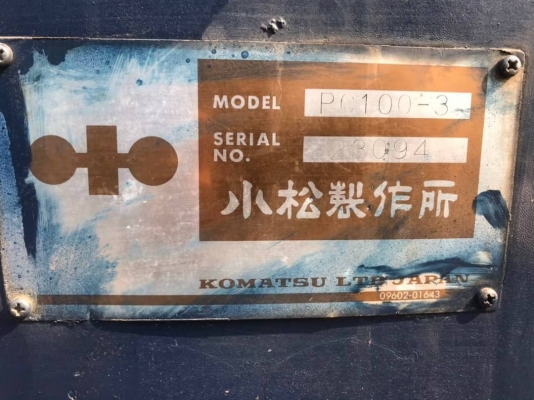 MODEL PC100-3
SERIAL NO. 3094
小松製作所
KOMATSU LTD JAPAN
09602-01643